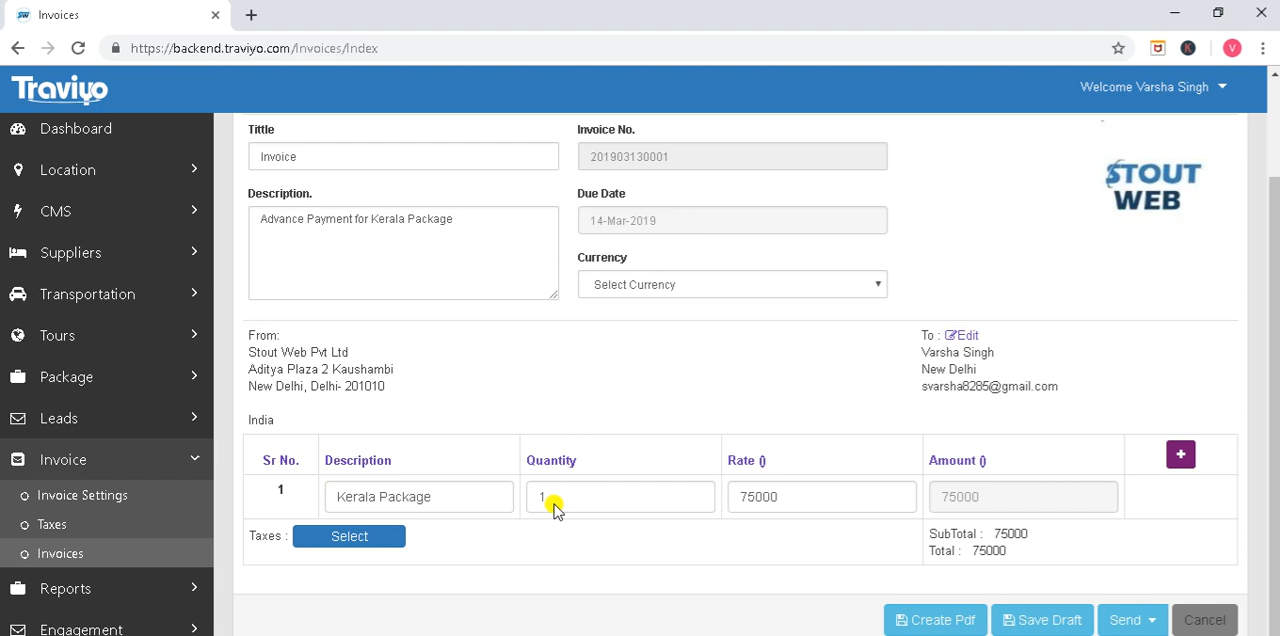 Invoices
https://backend.traviyo.com/Invoices/Index
V
Traviyo
Welcome Varsha Singh
Dashboard
Location
CMS
Suppliers
Transportation
Tours
Package
Leads
Invoice
Invoice Settings
Taxes
Invoices
Reports
Engagement
Tittle
Invoice No.
Invoice
201903130001
STOUT
WEB
Description.
Due Date
Advance Payment for Kerala Package
14-Mar-2019
Currency
Select Currency
From:
Stout Web Pvt Ltd
Aditya Plaza 2 Kaushambi
New Delhi, Delhi- 201010
To : Edit
Varsha Singh
New Delhi
svarsha8285@gmail.com
India
Sr No. Description Quantity Rate () Amount () +
1 Kerala Package 1 75000 75000
Taxes : Select
SubTotal : 75000
Total : 75000
Create Pdf Save Draft Send Cancel